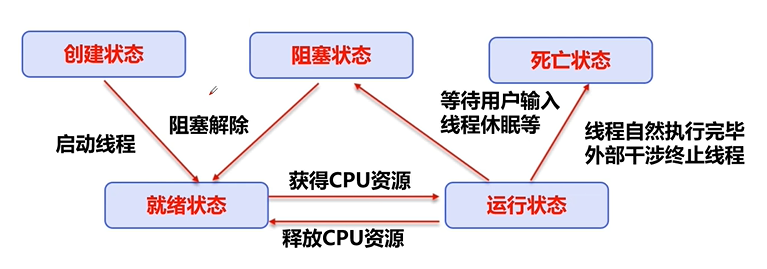 创建状态
阻塞状态
死亡状态
启动线程
阻塞解除
等待用户输入
线程休眠等
线程自然执行完毕
外部干涉终止线程
就绪状态
获得CPU资源
释放CPU资源
运行状态